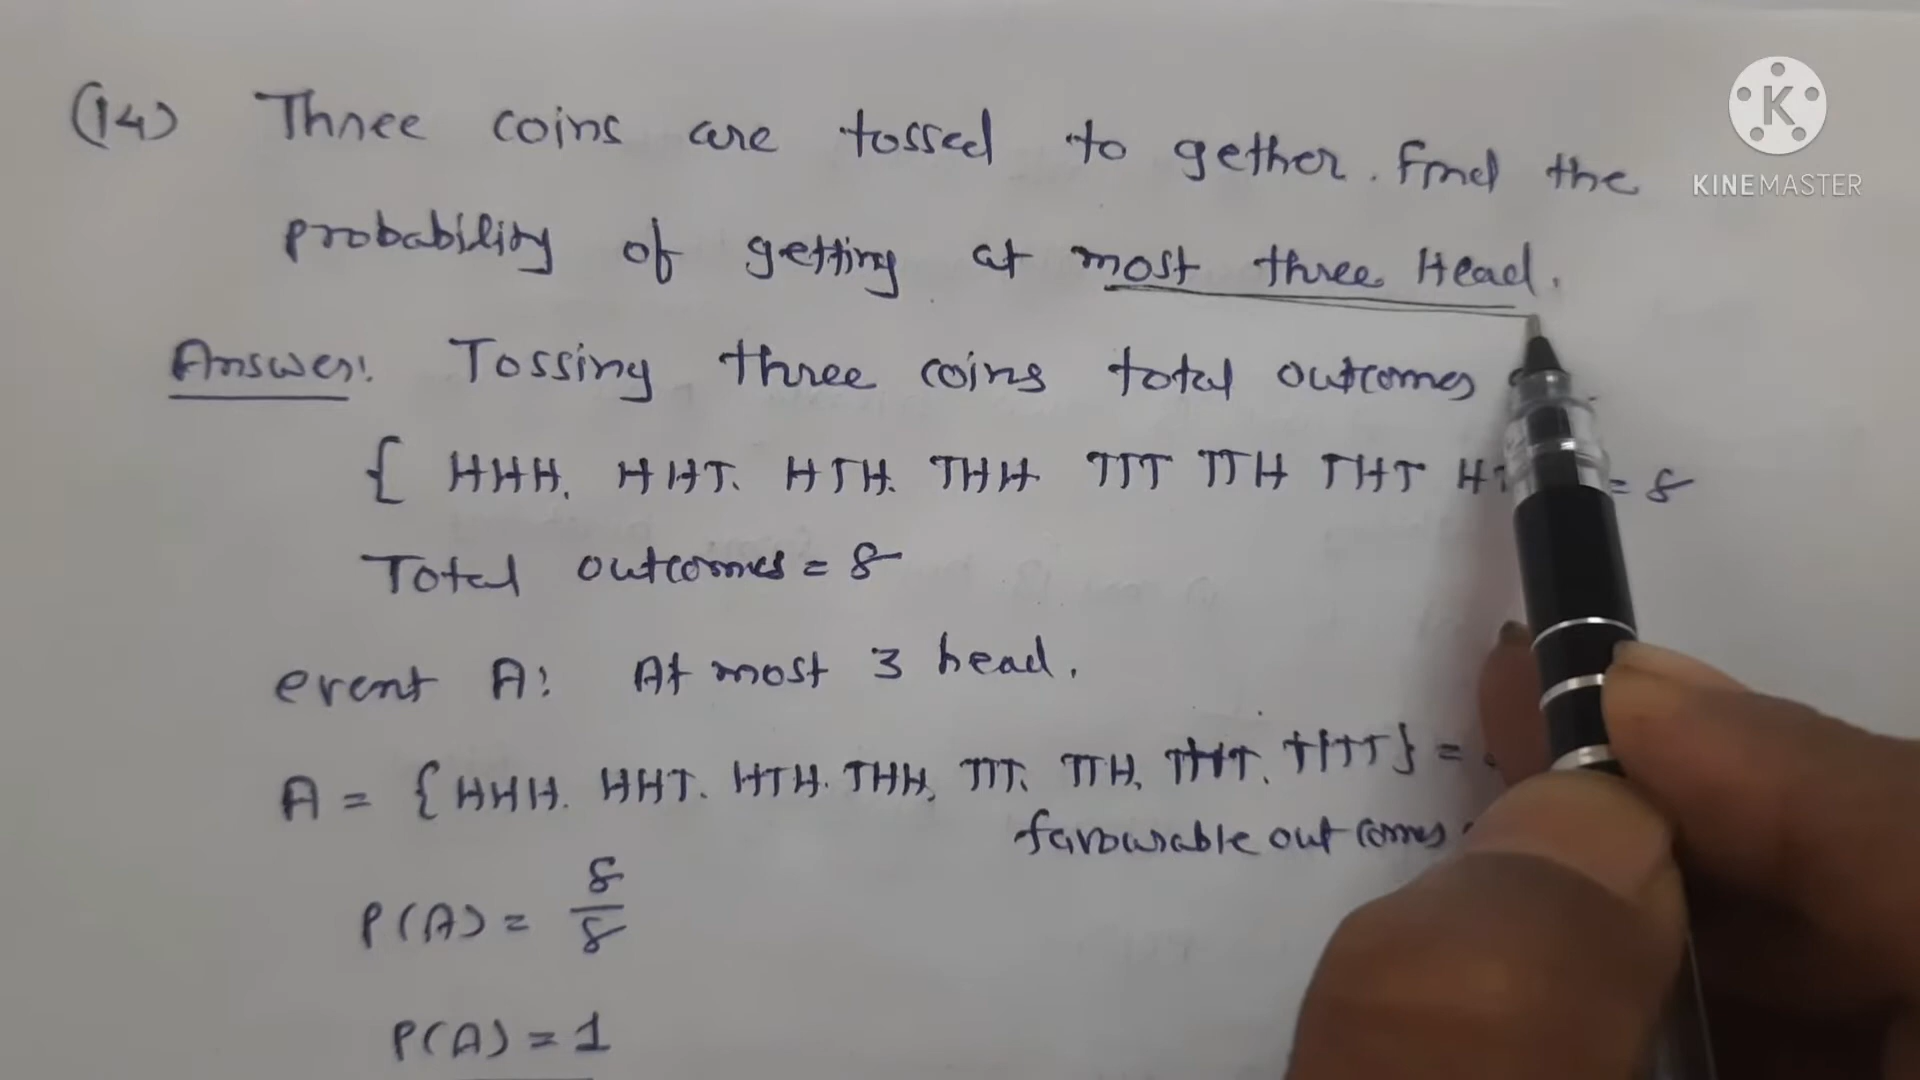 (14) Three coins are tossed to gether. Find the
probability of getting at most three Head.
KINEMASTER
Answer: Tossing three coins total outcomes
{ HHH. HHT. HTH. THH TTT TTH THT = 8
Total outcomes = 8
event A: At most 3 head.
A = {HHH. HHT. HTH. THH, TTT. TTH, THT. HTT} =
favourable out comes
P(A) = 8/8
P(A) = 1